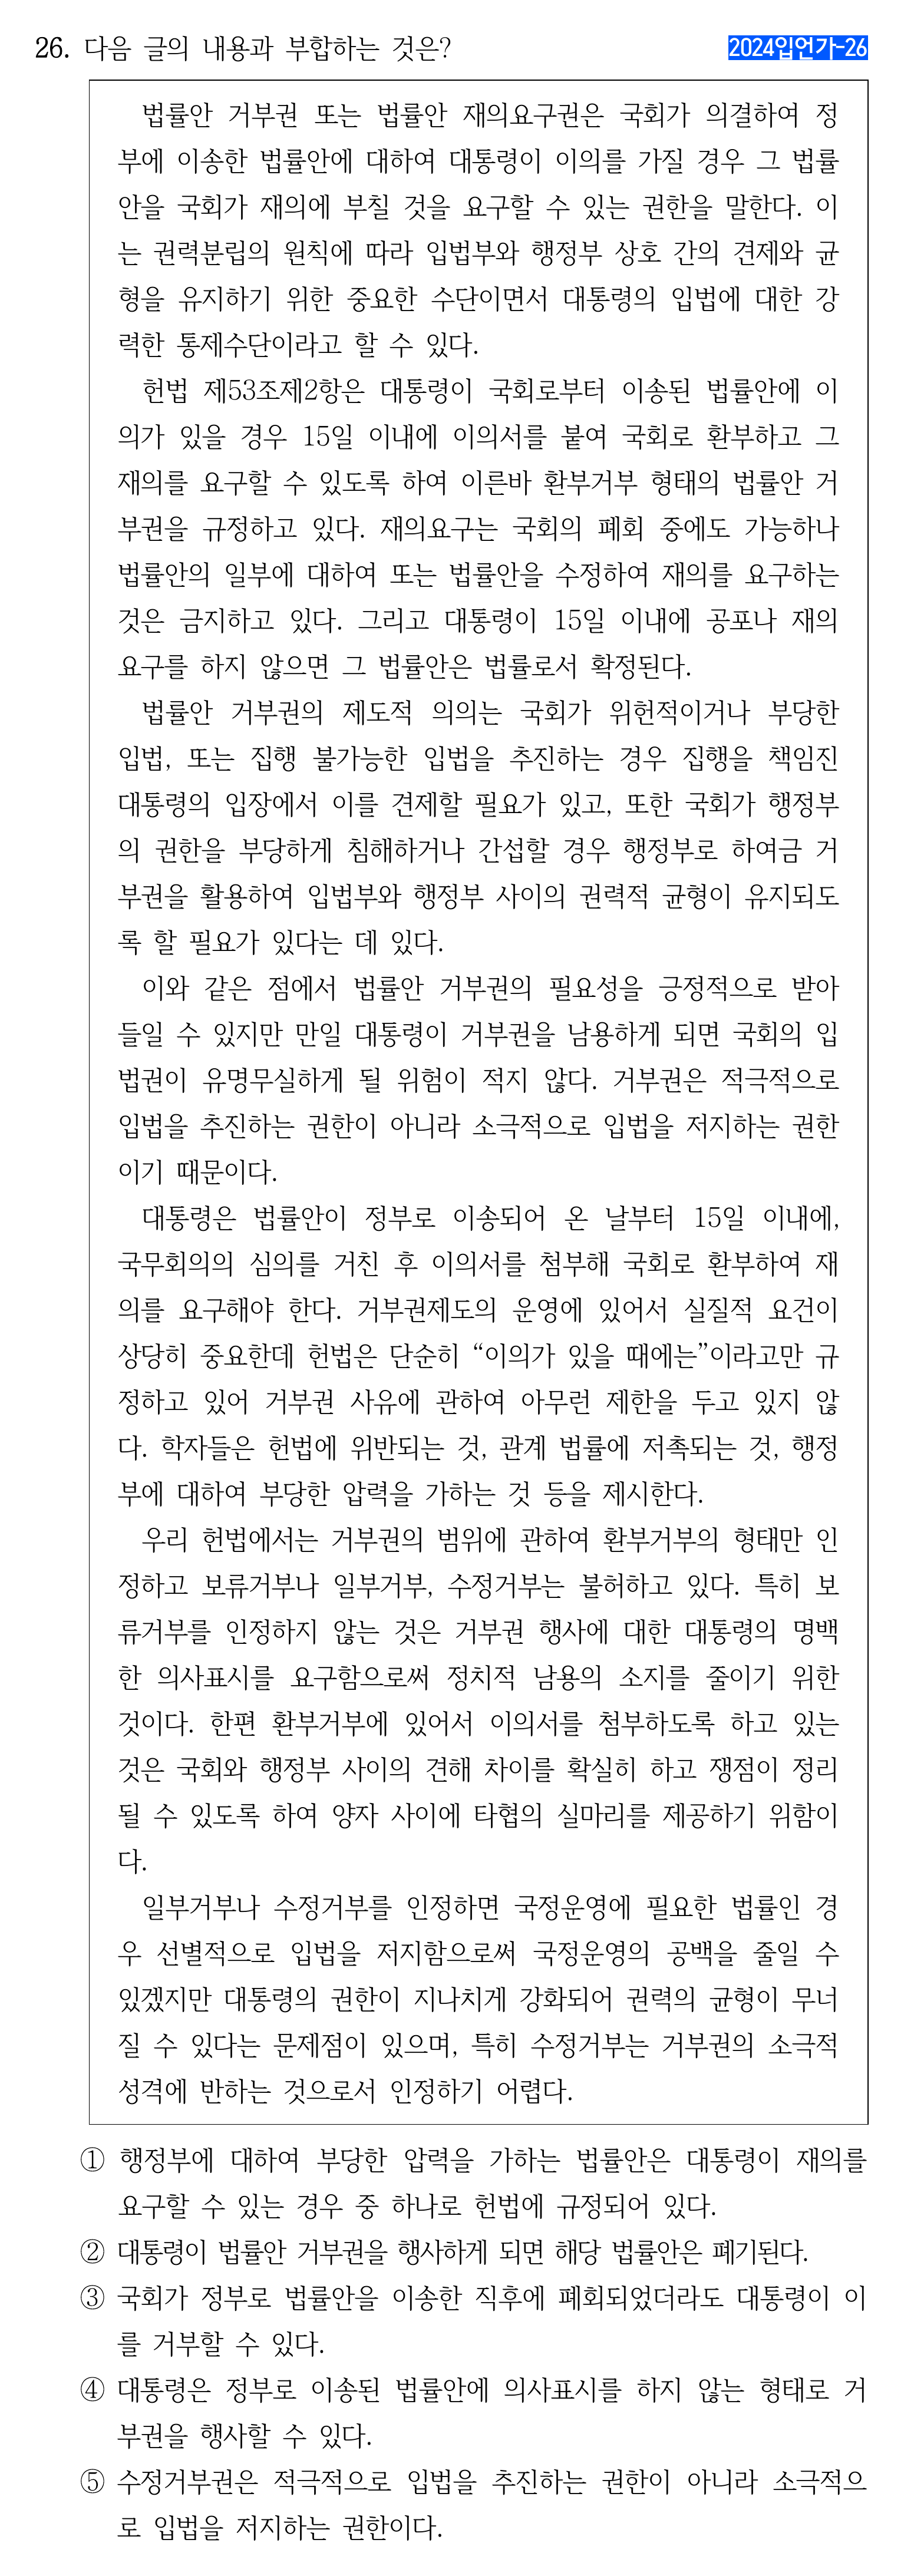 26. 다음 글의 내용과 부합하는 것은?
2024입언가-26
법률안 거부권 또는 법률안 재의요구권은 국회가 의결하여 정
부에 이송한 법률안에 대하여 대통령이 이의를 가질 경우 그 법률
안을 국회가 재의에 부칠 것을 요구할 수 있는 권한을 말한다. 이
는 권력분립의 원칙에 따라 입법부와 행정부 상호 간의 견제와 균
형을 유지하기 위한 중요한 수단이면서 대통령의 입법에 대한 강
력한 통제수단이라고 할 수 있다.
헌법 제53조제2항은 대통령이 국회로부터 이송된 법률안에 이
의가 있을 경우 15일 이내에 이의서를 붙여 국회로 환부하고 그
재의를 요구할 수 있도록 하여 이른바 환부거부 형태의 법률안 거
부권을 규정하고 있다. 재의요구는 국회의 폐회 중에도 가능하나
법률안의 일부에 대하여 또는 법률안을 수정하여 재의를 요구하는
것은 금지하고 있다. 그리고 대통령이 15일 이내에 공포나 재의
요구를 하지 않으면 그 법률안은 법률로서 확정된다.
법률안 거부권의 제도적 의의는 국회가 위헌적이거나 부당한
입법, 또는 집행 불가능한 입법을 추진하는 경우 집행을 책임진
대통령의 입장에서 이를 견제할 필요가 있고, 또한 국회가 행정부
의 권한을 부당하게 침해하거나 간섭할 경우 행정부로 하여금 거
부권을 활용하여 입법부와 행정부 사이의 권력적 균형이 유지되도
록 할 필요가 있다는 데 있다.
이와 같은 점에서 법률안 거부권의 필요성을 긍정적으로 받아
들일 수 있지만 만일 대통령이 거부권을 남용하게 되면 국회의 입
법권이 유명무실하게 될 위험이 적지 않다. 거부권은 적극적으로
입법을 추진하는 권한이 아니라 소극적으로 입법을 저지하는 권한
이기 때문이다.
대통령은 법률안이 정부로 이송되어 온 날부터 15일 이내에,
국무회의의 심의를 거친 후 이의서를 첨부해 국회로 환부하여 재
의를 요구해야 한다. 거부권제도의 운영에 있어서 실질적 요건이
상당히 중요한데 헌법은 단순히 “이의가 있을 때에는”이라고만 규
정하고 있어 거부권 사유에 관하여 아무런 제한을 두고 있지 않
다. 학자들은 헌법에 위반되는 것, 관계 법률에 저촉되는 것, 행정
부에 대하여 부당한 압력을 가하는 것 등을 제시한다.
우리 헌법에서는 거부권의 범위에 관하여 환부거부의 형태만 인
정하고 보류거부나 일부거부, 수정거부는 불허하고 있다. 특히 보
류거부를 인정하지 않는 것은 거부권 행사에 대한 대통령의 명백
한 의사표시를 요구함으로써 정치적 남용의 소지를 줄이기 위한
것이다. 한편 환부거부에 있어서 이의서를 첨부하도록 하고 있는
것은 국회와 행정부 사이의 견해 차이를 확실히 하고 쟁점이 정리
될 수 있도록 하여 양자 사이에 타협의 실마리를 제공하기 위함이
다.
일부거부나 수정거부를 인정하면 국정운영에 필요한 법률인 경
우 선별적으로 입법을 저지함으로써 국정운영의 공백을 줄일 수
있겠지만 대통령의 권한이 지나치게 강화되어 권력의 균형이 무너
질 수 있다는 문제점이 있으며, 특히 수정거부는 거부권의 소극적
성격에 반하는 것으로서 인정하기 어렵다.
① 행정부에 대하여 부당한 압력을 가하는 법률안은 대통령이 재의를
요구할 수 있는 경우 중 하나로 헌법에 규정되어 있다.
② 대통령이 법률안 거부권을 행사하게 되면 해당 법률안은 폐기된다.
③ 국회가 정부로 법률안을 이송한 직후에 폐회되었더라도 대통령이 이
를 거부할 수 있다.
④ 대통령은 정부로 이송된 법률안에 의사표시를 하지 않는 형태로 거
부권을 행사할 수 있다.
⑤ 수정거부권은 적극적으로 입법을 추진하는 권한이 아니라 소극적으
로 입법을 저지하는 권한이다.